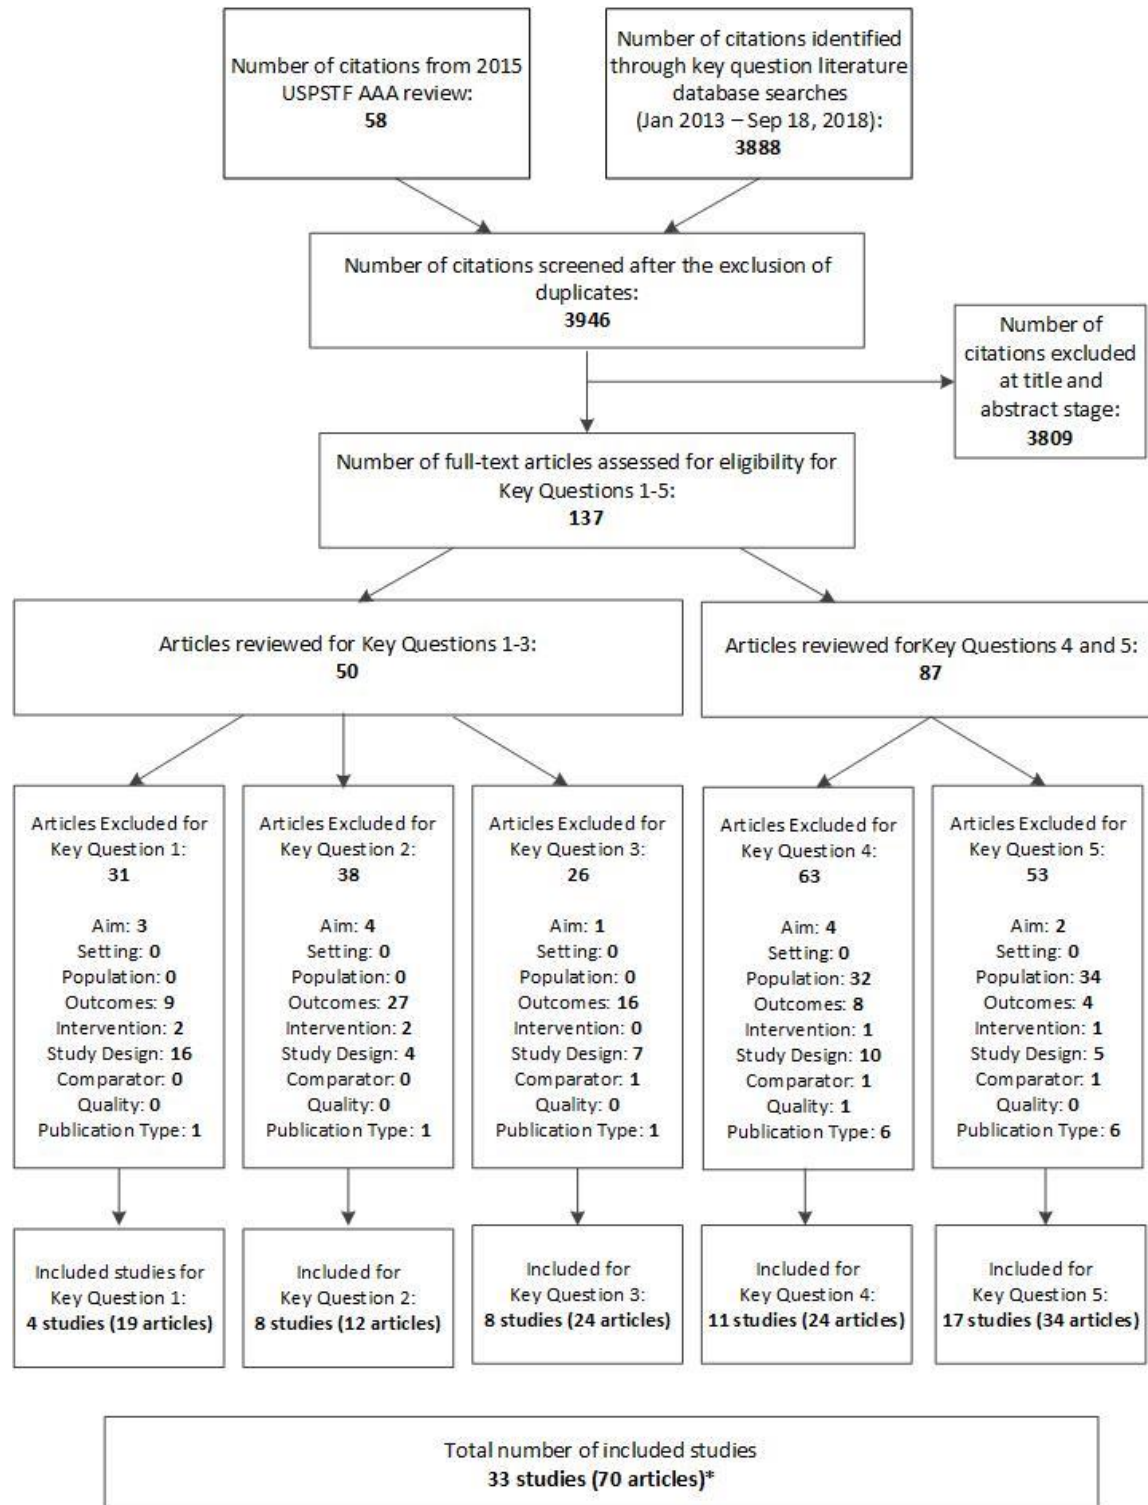 Number of citations from 2015
USPSTF AAA review:
58
Number of citations identified
through key question literature
database searches
(Jan 2013 – Sep 18, 2018):
3888
Number of citations screened after the exclusion of
duplicates:
3946
Number of
citations excluded
at title and
abstract stage:
3809
Number of full-text articles assessed for eligibility for
Key Questions 1-5:
137
Articles reviewed for Key Questions 1-3:
50
Articles reviewed forKey Questions 4 and 5:
87
Articles Excluded for
Key Question 1:
31
Aim: 3
Setting: 0
Population: 0
Outcomes: 9
Intervention: 2
Study Design: 16
Comparator: 0
Quality: 0
Publication Type: 1
Articles Excluded for
Key Question 2:
38
Aim: 4
Setting: 0
Population: 0
Outcomes: 27
Intervention: 2
Study Design: 4
Comparator: 0
Quality: 0
Publication Type: 1
Articles Excluded for
Key Question 3:
26
Aim: 1
Setting: 0
Population: 0
Outcomes: 16
Intervention: 0
Study Design: 7
Comparator: 1
Quality: 0
Publication Type: 1
Articles Excluded for
Key Question 4:
63
Aim: 4
Setting: 0
Population: 32
Outcomes: 8
Intervention: 1
Study Design: 10
Comparator: 1
Quality: 1
Publication Type: 6
Articles Excluded for
Key Question 5:
53
Aim: 2
Setting: 0
Population: 34
Outcomes: 4
Intervention: 1
Study Design: 5
Comparator: 1
Quality: 0
Publication Type: 6
Included studies for
Key Question 1:
4 studies (19 articles)
Included for
Key Question 2:
8 studies (12 articles)
Included for
Key Question 3:
8 studies (24 articles)
Included for
Key Question 4:
11 studies (24 articles)
Included for
Key Question 5:
17 studies (34 articles)
Total number of included studies
33 studies (70 articles)*